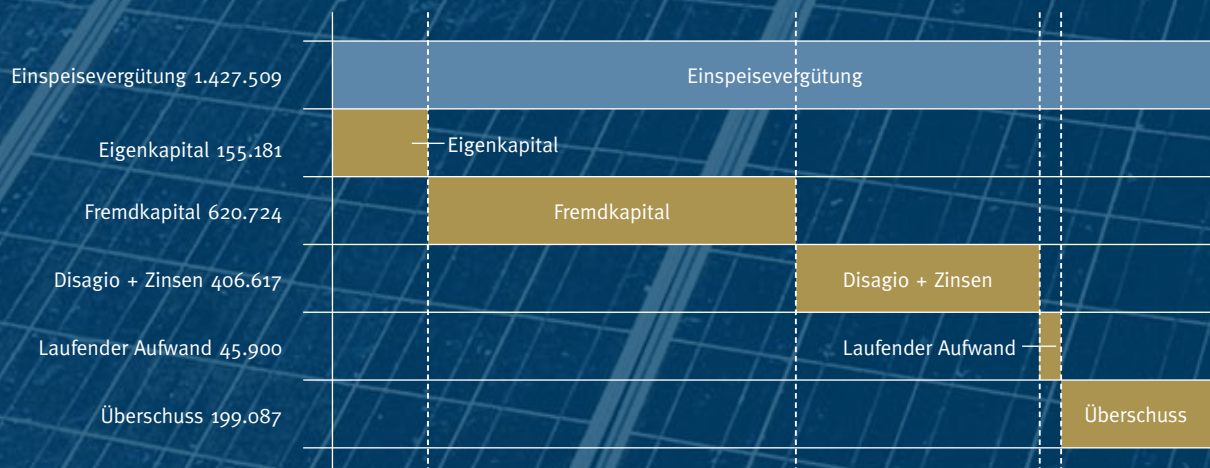 Einspeisevergütung 1.427.509
Einspeisevergütung
Eigenkapital 155.181
Eigenkapital
Fremdkapital 620.724
Fremdkapital
Disagio + Zinsen 406.617
Disagio + Zinsen
Laufender Aufwand 45.900
Laufender Aufwand
Überschuss 199.087
Überschuss